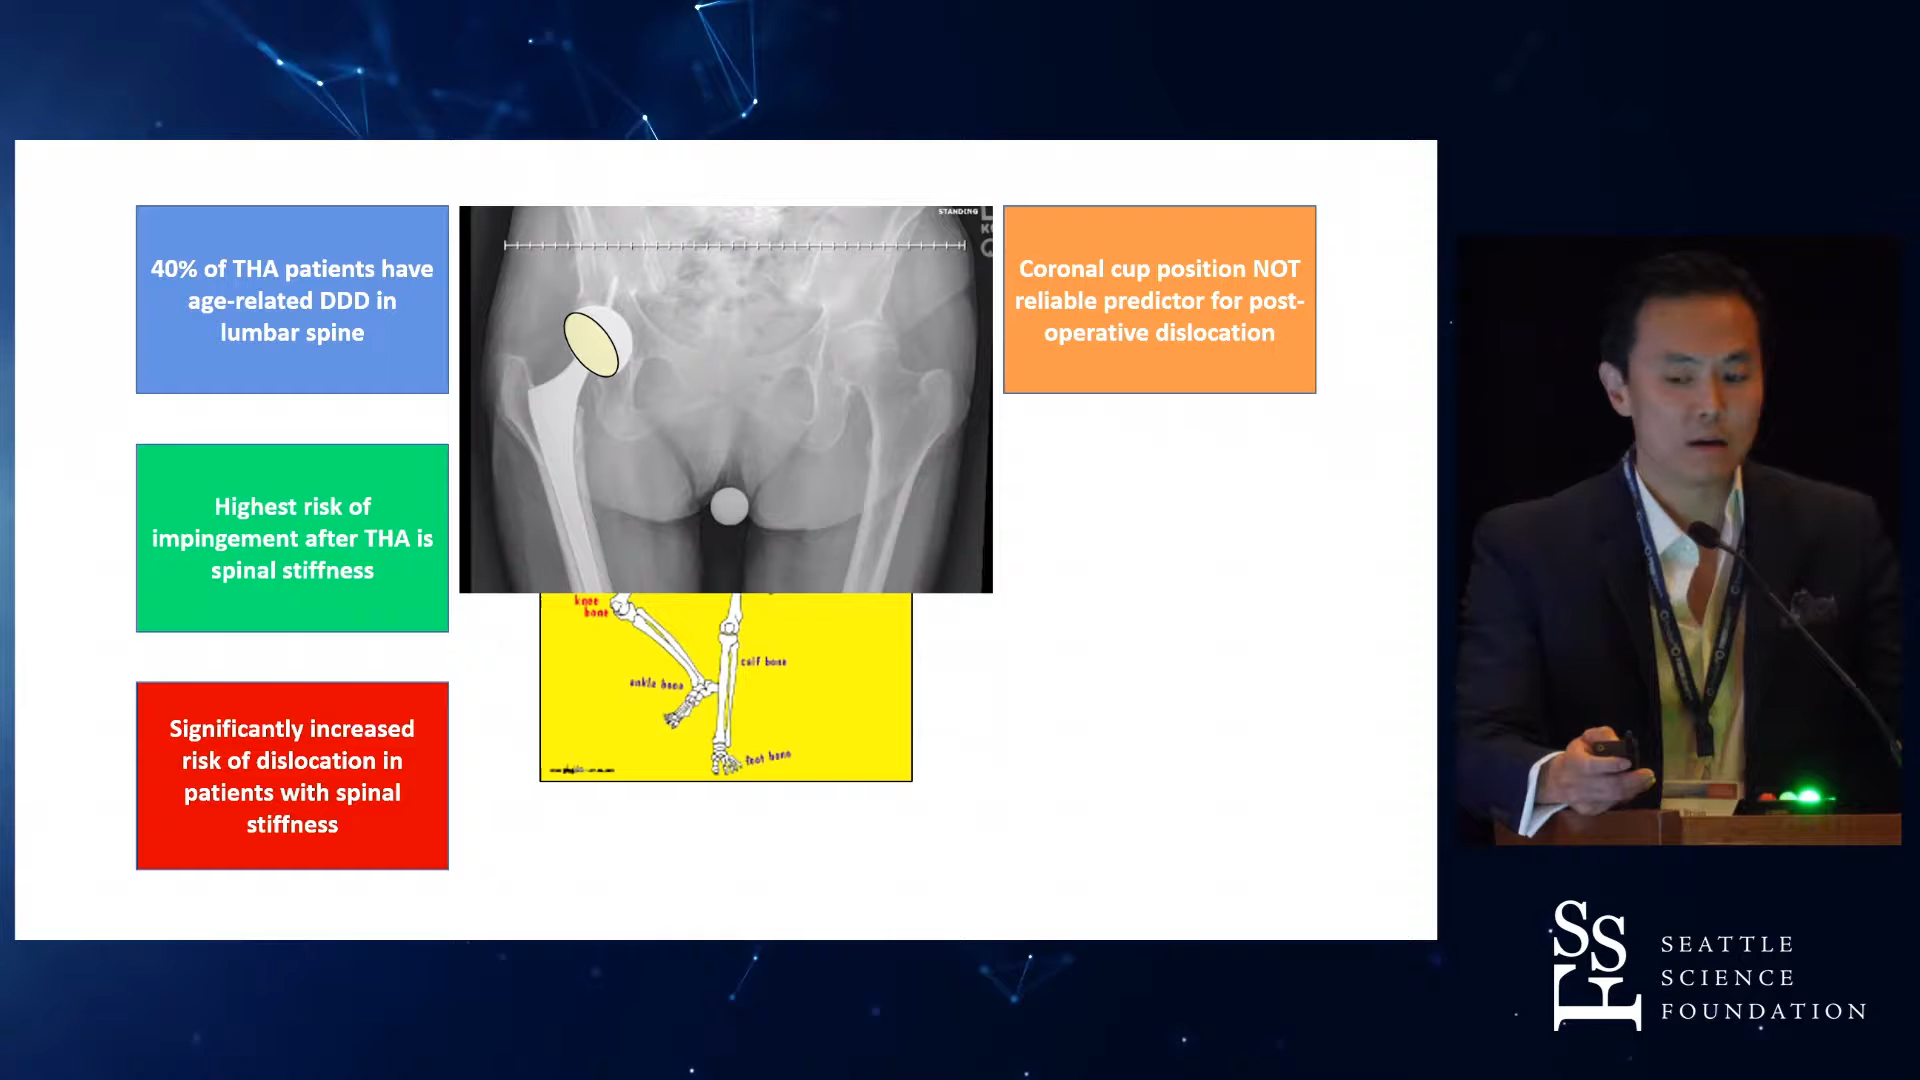 40% of THA patients have
age-related DDD in
lumbar spine
Highest risk of
impingement after THA is
spinal stiffness
Significantly increased
risk of dislocation in
patients with spinal
stiffness
STANDING
knee
bone
calf bone
ankle bone
foot bone
Coronal cup position NOT
reliable predictor for post-
operative dislocation
SSF
SEATTLE
SCIENCE
FOUNDATION